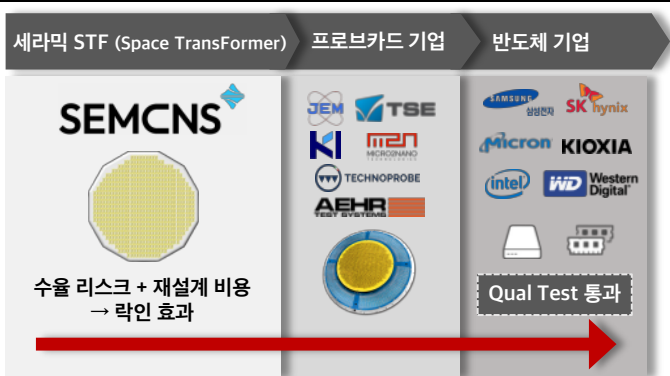 세라믹 STF (Space TransFormer)
프로브카드 기업
반도체 기업
SEMCNS
수율 리스크 + 재설계 비용
→ 락인 효과
JEM
TSE
MICRO2NANO
TECHNOPROBE
AEHR
TEST SYSTEMS
SAMSUNG
삼성전자
SK hynix
Micron
KIOXIA
intel
WD
Western
Digital
Qual Test 통과